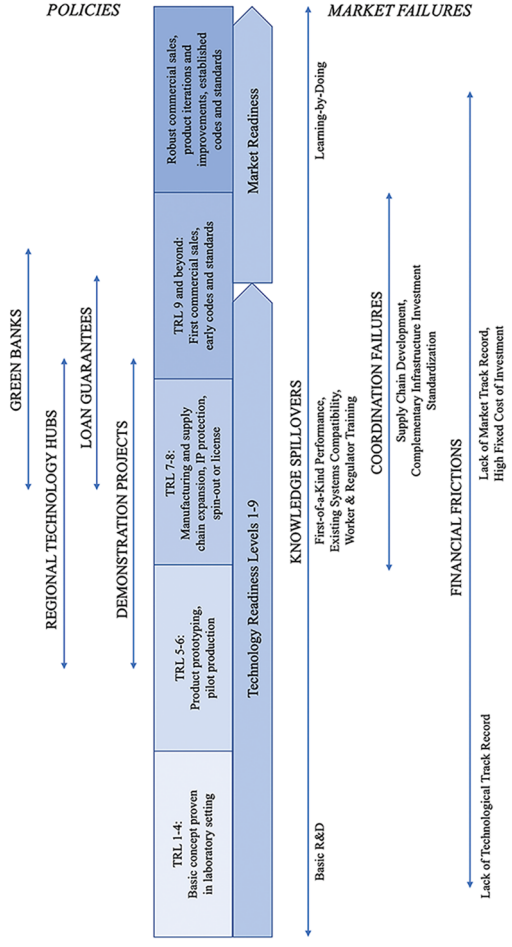 POLICIES
MARKET FAILURES
GREEN BANKS
REGIONAL TECHNOLOGY HUBS
LOAN GUARANTEES
DEMONSTRATION PROJECTS
TRL 1-4:
Basic concept proven
in laboratory setting
TRL 5-6:
Product prototyping,
pilot production
TRL 7-8:
Manufacturing and supply
chain expansion, IP protection,
spin-out or license
TRL 9 and beyond:
First commercial sales,
early codes and standards
Robust commercial sales,
product iterations and
improvements, established
codes and standards
Technology Readiness Levels 1-9
Market Readiness
KNOWLEDGE SPILLOVERS
Basic R&D
First-of-a-Kind Performance,
Existing Systems Compatibility,
Worker & Regulator Training
Learning-by-Doing
COORDINATION FAILURES
Supply Chain Development,
Complementary Infrastructure Investment
Standardization
FINANCIAL FRICTIONS
Lack of Technological Track Record
Lack of Market Track Record,
High Fixed Cost of Investment